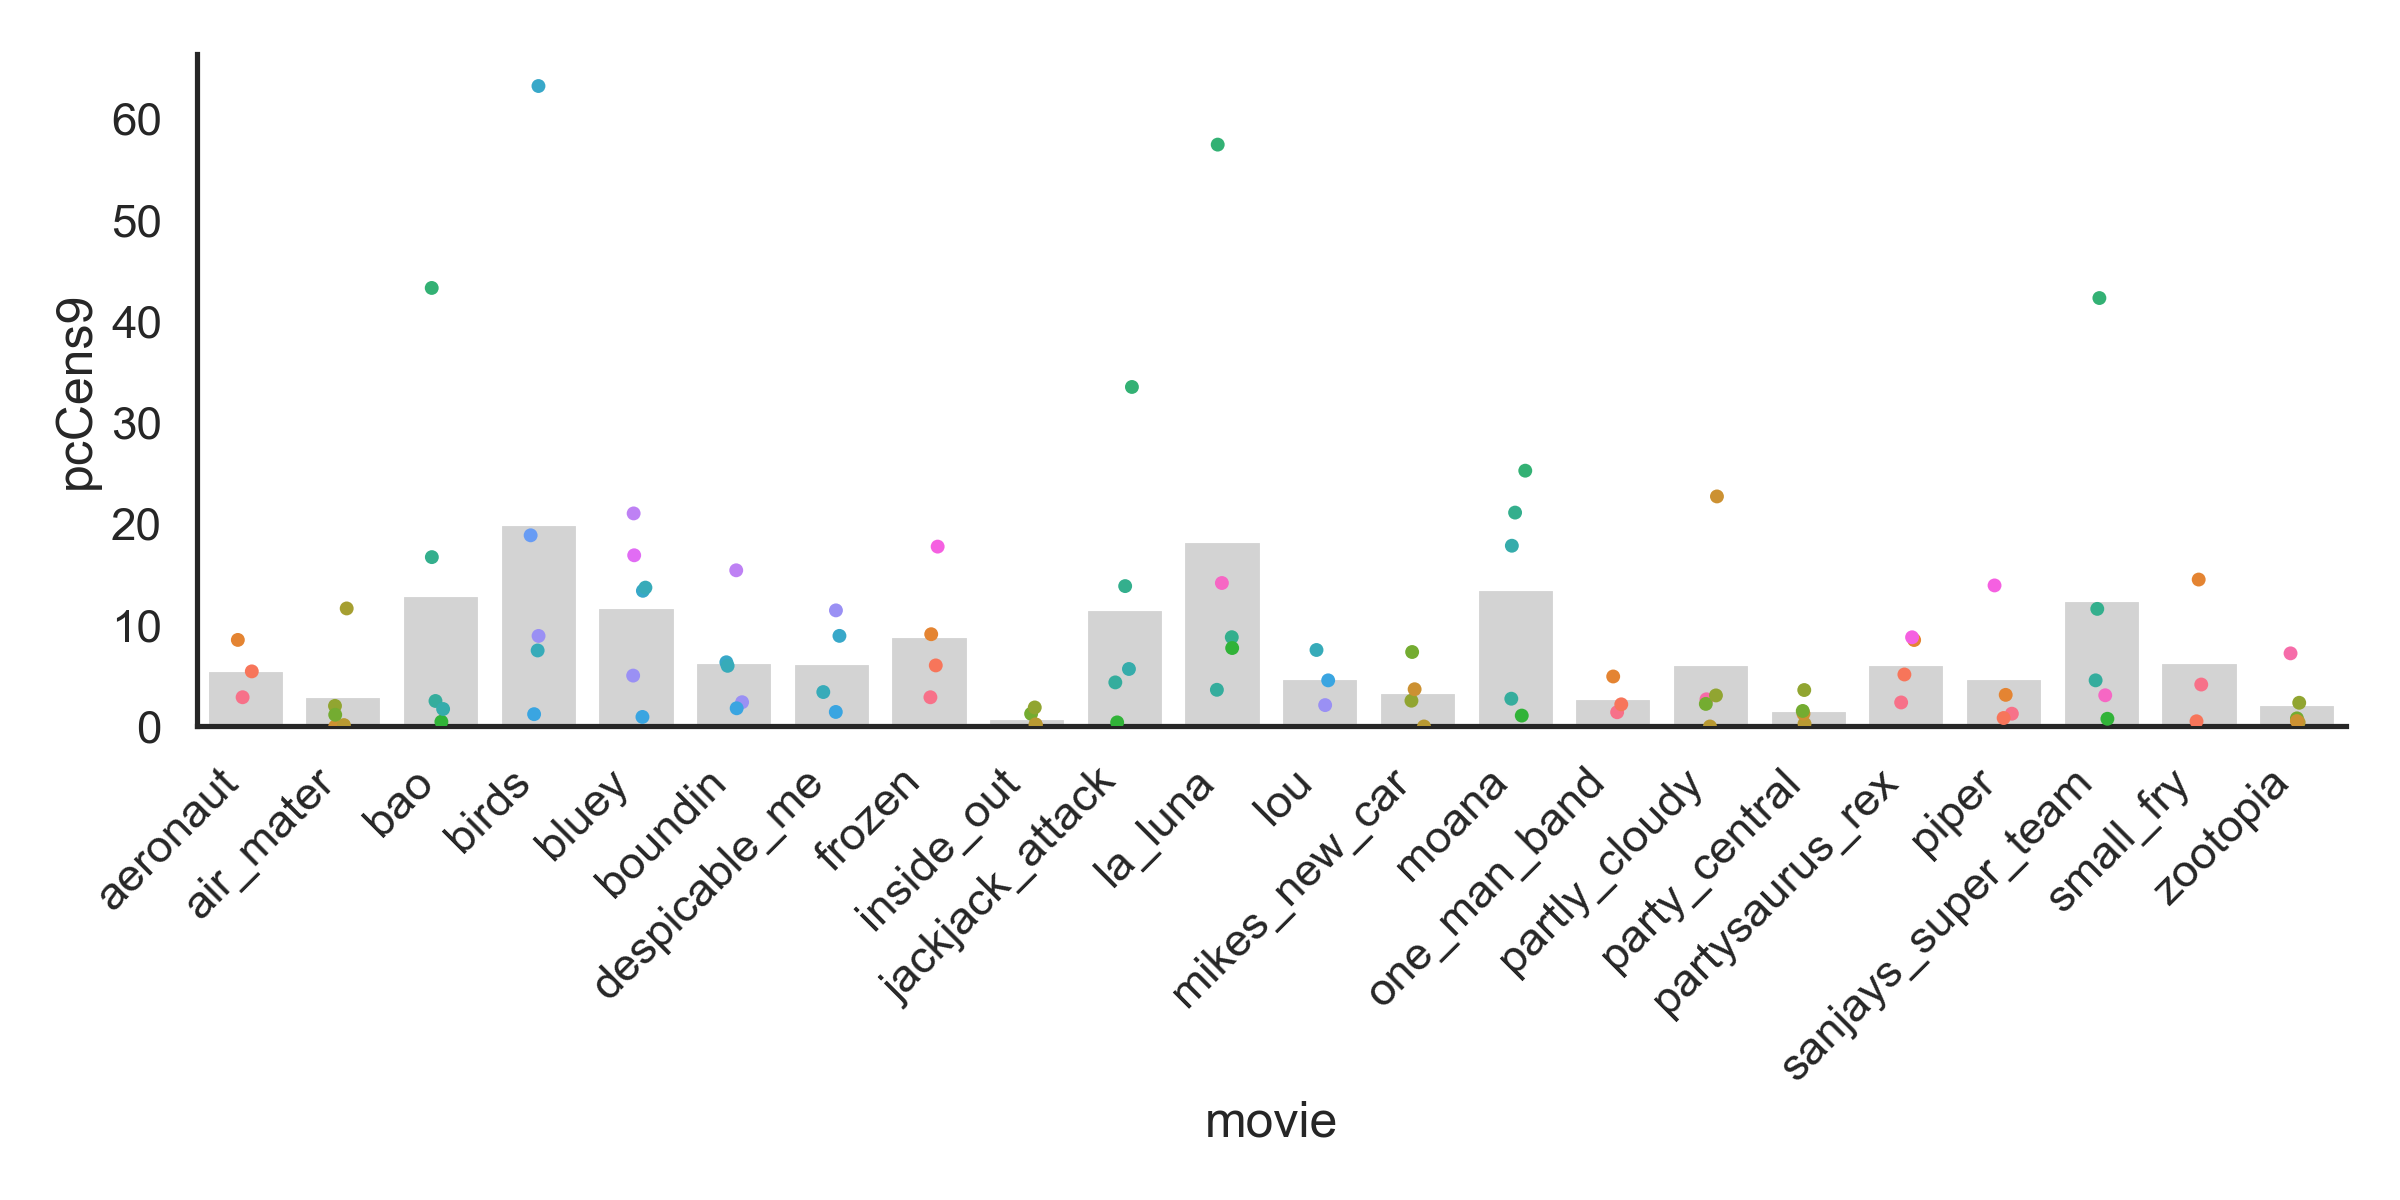 pcCens9
60
50
40
30
20
10
0
aeronaut
air_mater
bao
birds
bluey
boundin
despicable_me
frozen
inside_out
jackjack_attack
la_luna
lou
mikes_new_car
moana
one_man_band
partly_cloudy
party_central
partysaurus_rex
piper
sanjays_super_team
small_fry
zootopia
movie